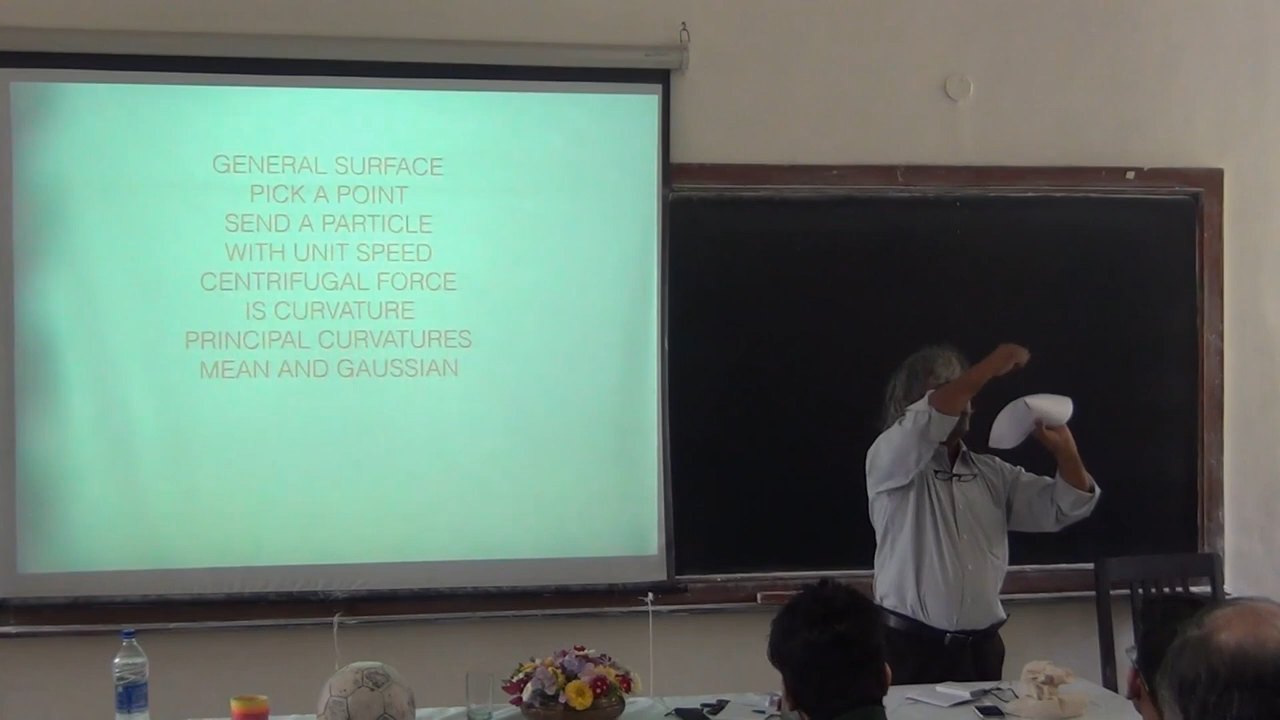 GENERAL SURFACE
PICK A POINT
SEND A PARTICLE
WITH UNIT SPEED
CENTRIFUGAL FORCE
IS CURVATURE
PRINCIPAL CURVATURES
MEAN AND GAUSSIAN